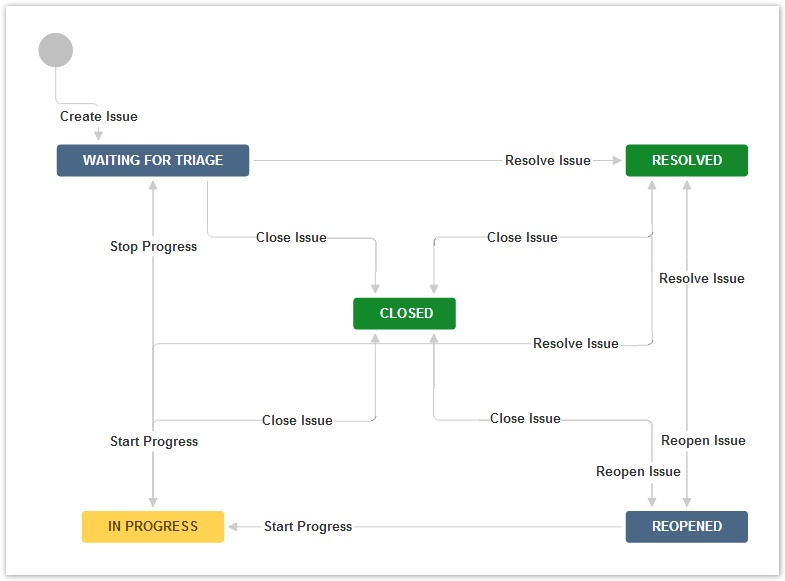 Create Issue
WAITING FOR TRIAGE
Resolve Issue
RESOLVED
Stop Progress
Close Issue
Close Issue
Resolve Issue
CLOSED
Resolve Issue
Close Issue
Close Issue
Start Progress
Reopen Issue
Reopen Issue
IN PROGRESS
Start Progress
REOPENED